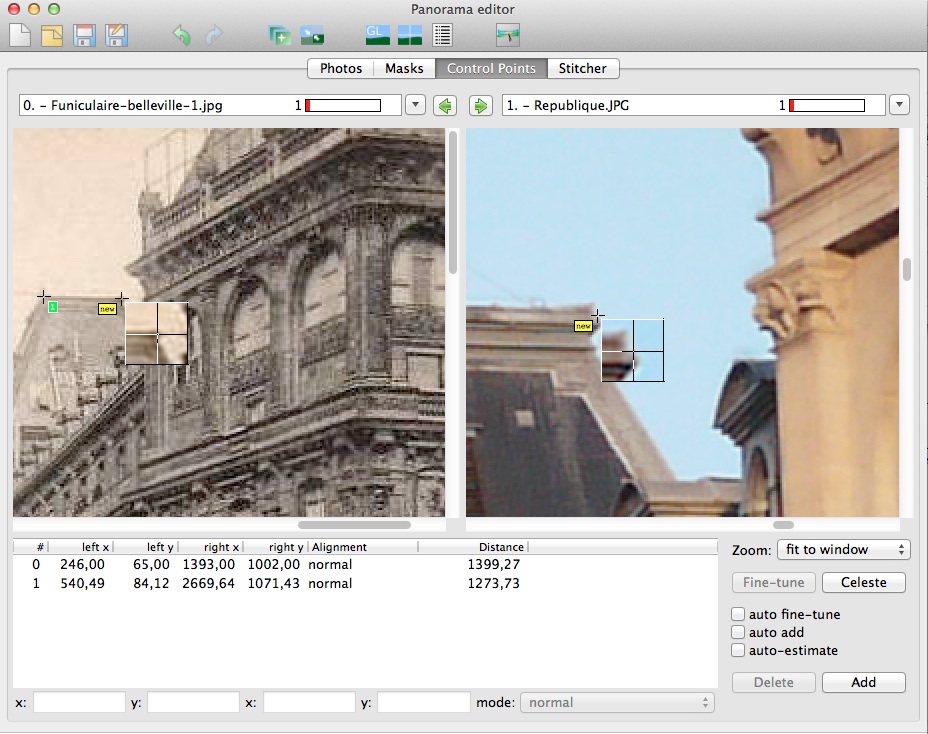 Panorama editor
GL
Photos Masks Control Points Stitcher
0. - Funiculaire-belleville-1.jpg 1 1. - Republique.JPG 1
1 new
new
# left x left y right x right y Alignment Distance
0 246,00 65,00 1393,00 1002,00 normal 1399,27
1 540,49 84,12 2669,64 1071,43 normal 1273,73
Zoom: fit to window
Fine-tune Celeste
auto fine-tune
auto add
auto-estimate
Delete Add
x: y: x: y: mode: normal